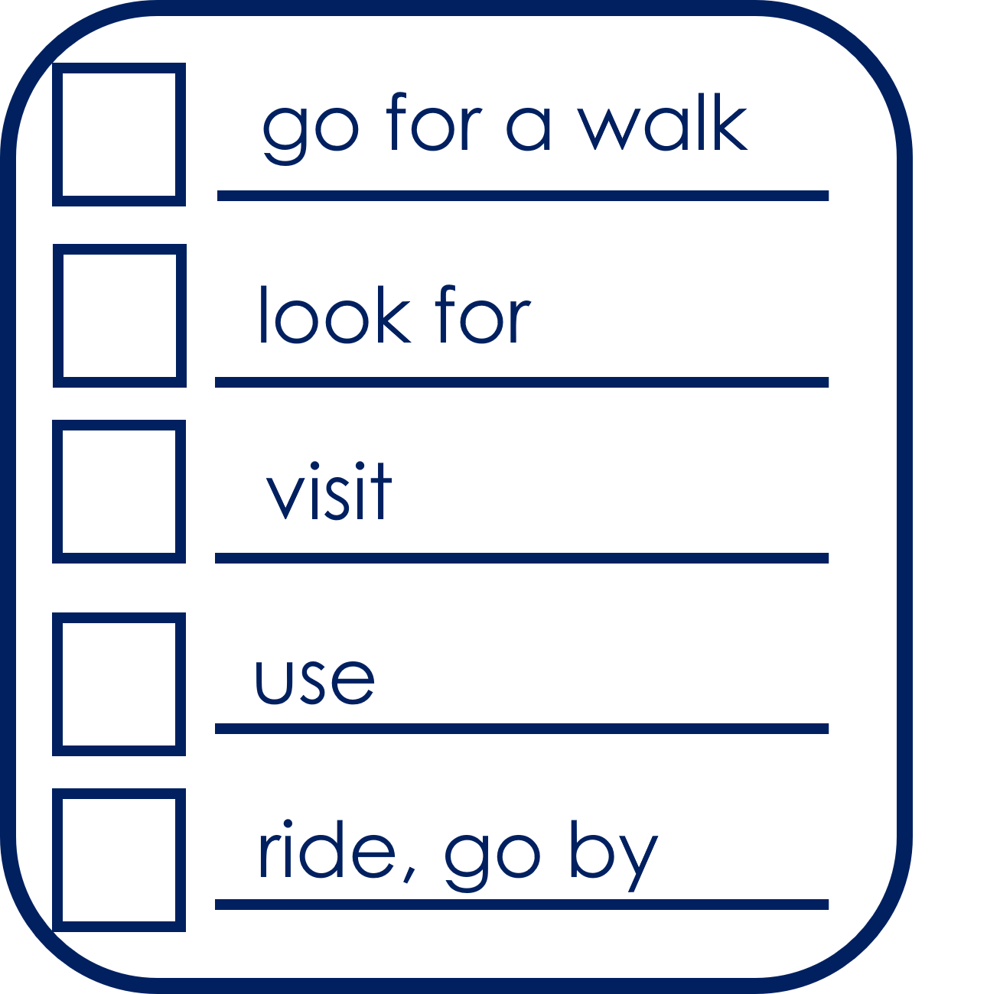 go for a walk
look for
visit
use
ride, go by